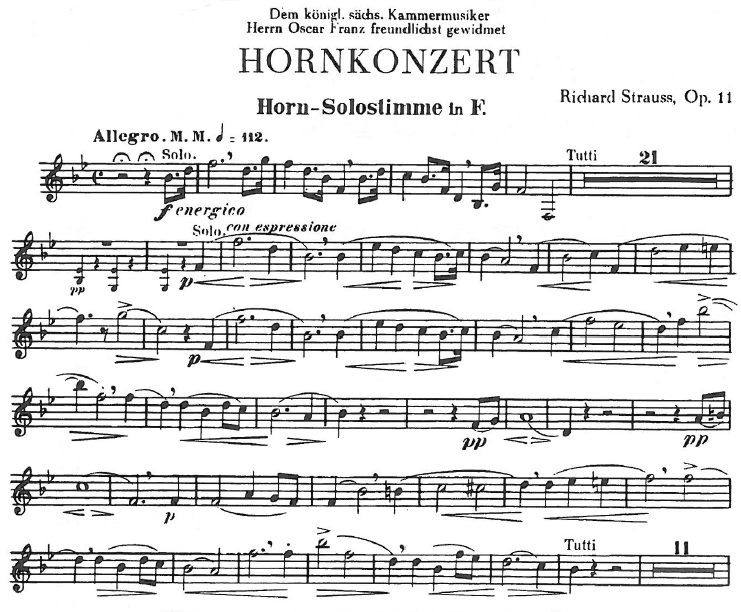 Dem königl. sächs. Kammermusiker
Herrn Oscar Franz freundlichst gewidmet
HORNKONZERT
Richard Strauss, Op. 11
Horn-Solostimme in F.
Allegro. M. M. 𝅗𝅥 = 112.
Solo. Tutti 21
f energico
Solo. con espressione
pp p
p
pp pp
p
Tutti 11